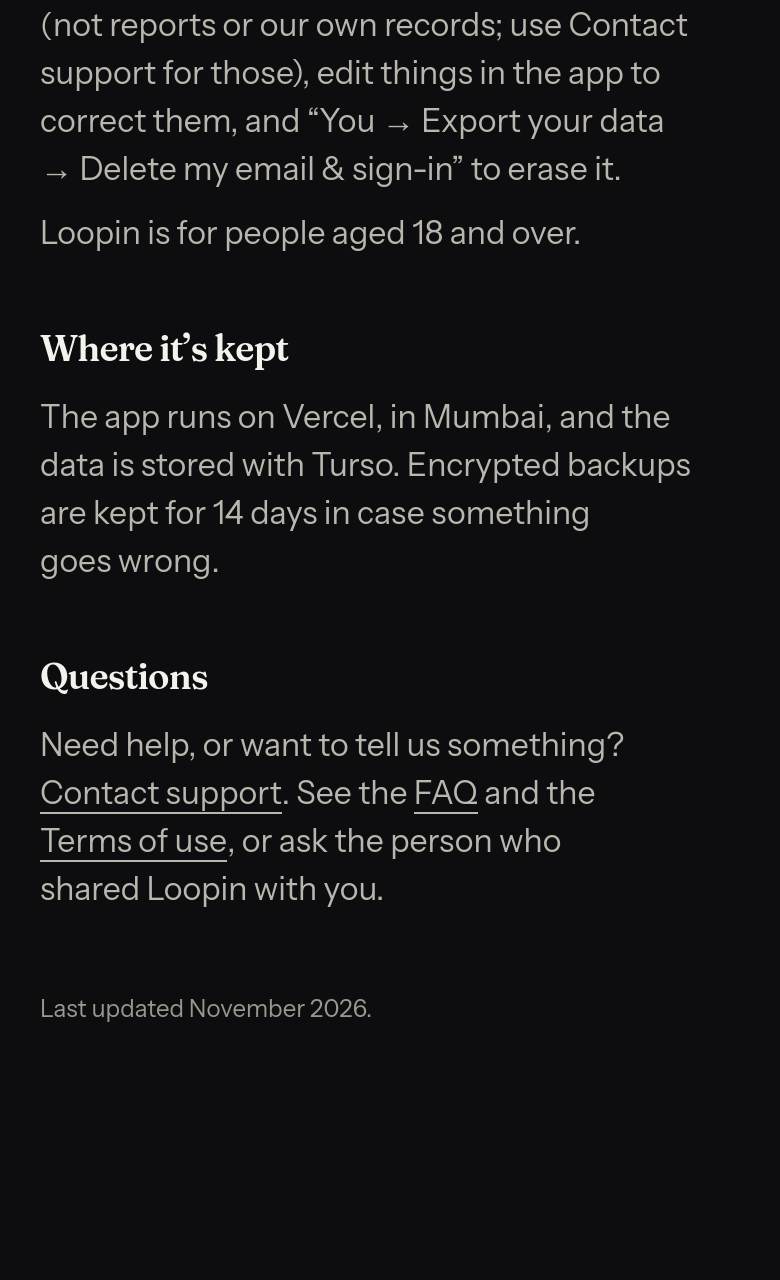 (not reports or our own records; use Contact
support for those), edit things in the app to
correct them, and “You → Export your data
→ Delete my email & sign-in” to erase it.
Loopin is for people aged 18 and over.
Where it’s kept
The app runs on Vercel, in Mumbai, and the
data is stored with Turso. Encrypted backups
are kept for 14 days in case something
goes wrong.
Questions
Need help, or want to tell us something?
Contact support. See the FAQ and the
Terms of use, or ask the person who
shared Loopin with you.
Last updated November 2026.